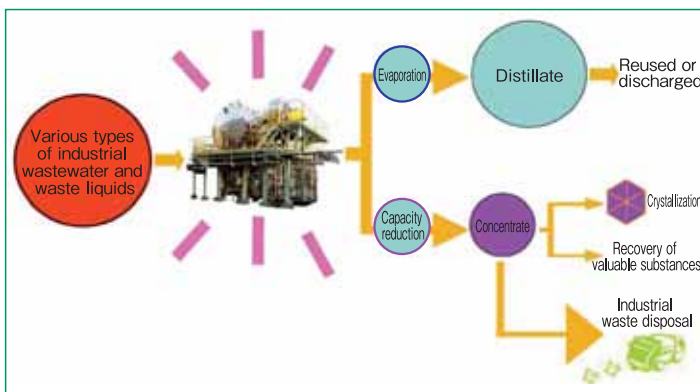 Various types
of industrial
wastewater and
waste liquids
Evaporation
Distillate
Reused or
discharged
Capacity
reduction
Concentrate
Crystallization
Recovery of
valuable substances
Industrial
waste disposal